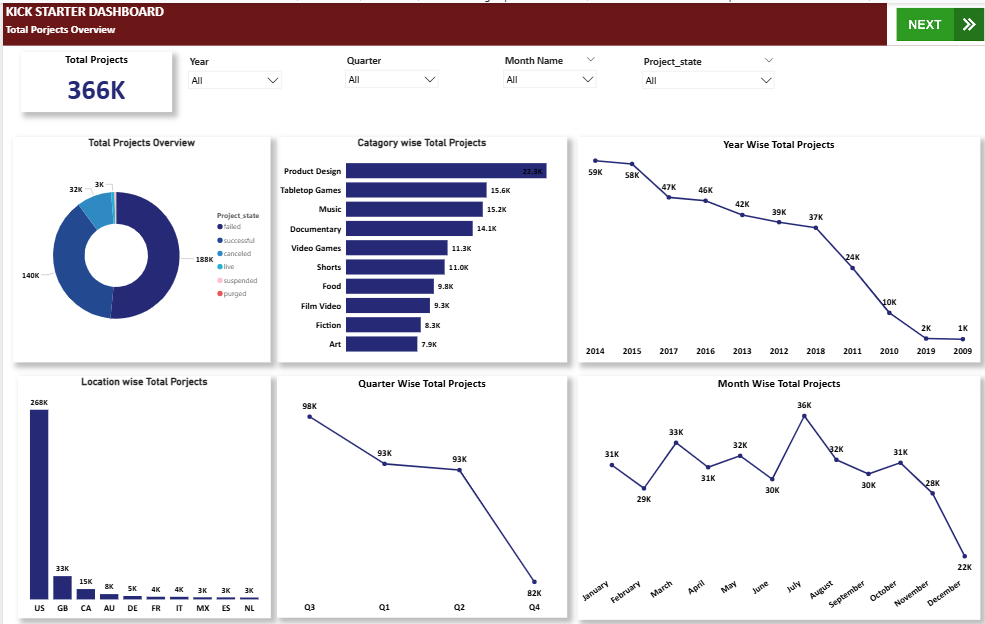 KICK STARTER DASHBOARD
Total Porjects Overview
NEXT
Total Projects
366K
Year
All
Quarter
All
Month Name
All
Project_state
All
Total Projects Overview
32K
3K
188K
140K
Project_state
failed
successful
canceled
live
suspended
purged
Catagory wise Total Projects
Product Design 22.3K
Tabletop Games 15.6K
Music 15.2K
Documentary 14.1K
Video Games 11.3K
Shorts 11.0K
Food 9.8K
Film Video 9.3K
Fiction 8.3K
Art 7.9K
Year Wise Total Projects
59K 58K 47K 46K 42K 39K 37K 24K 10K 2K 1K
2014 2015 2017 2016 2013 2012 2018 2011 2010 2019 2009
Location wise Total Porjects
268K 33K 15K 8K 5K 4K 4K 3K 3K 3K
US GB CA AU DE FR IT MX ES NL
Quarter Wise Total Projects
98K 93K 93K 82K
Q3 Q1 Q2 Q4
Month Wise Total Projects
31K 29K 33K 31K 32K 30K 36K 32K 30K 31K 28K 22K
January February March April May June July August September October November December